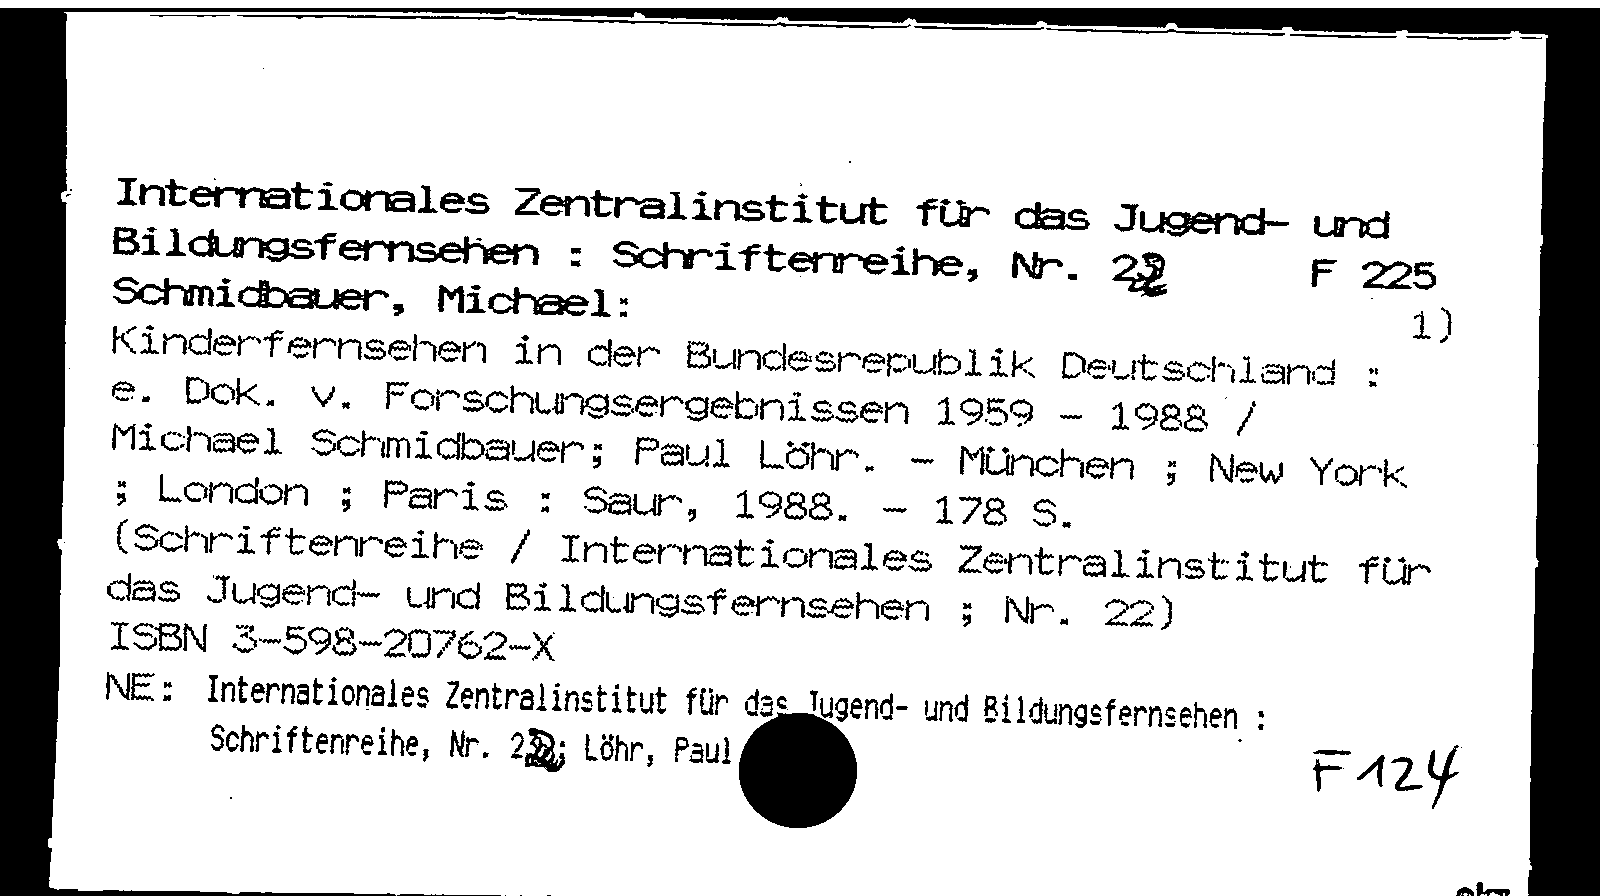 Internationales Zentralinstitut für das Jugend- und
Bildungsfernsehen : Schriftenreihe, Nr. 22 F 225
Schmidbauer, Michael:
1)
Kinderfernsehen in der Bundesrepublik Deutschland :
e. Dok. v. Forschungsergebnissen 1959 - 1988 /
Michael Schmidbauer; Paul Löhr. - München ; New York
; London ; Paris : Saur, 1988. - 178 S.
(Schriftenreihe / Internationales Zentralinstitut für
das Jugend- und Bildungsfernsehen ; Nr. 22)
ISBN 3-598-20762-X
NE: Internationales Zentralinstitut für das Jugend- und Bildungsfernsehen :
Schriftenreihe, Nr. 22; Löhr, Paul
F 124